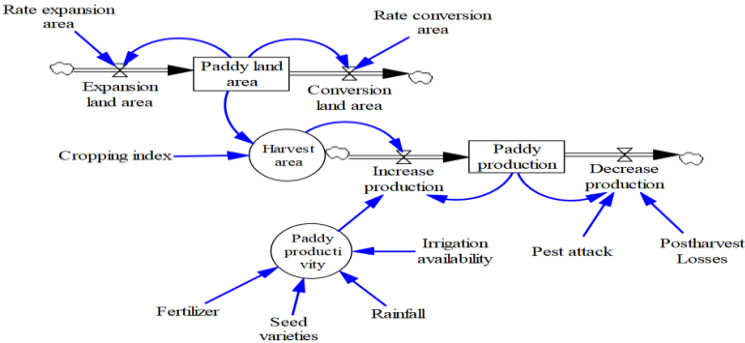 Rate expansion
area
Rate conversion
area
Paddy land
area
Expansion
land area
Conversion
land area
Cropping index
Harvest
area
Paddy
production
Increase
production
Decrease
production
Paddy
producti
vity
Irrigation
availability
Pest attack
Postharvest
Losses
Fertilizer
Seed
varieties
Rainfall